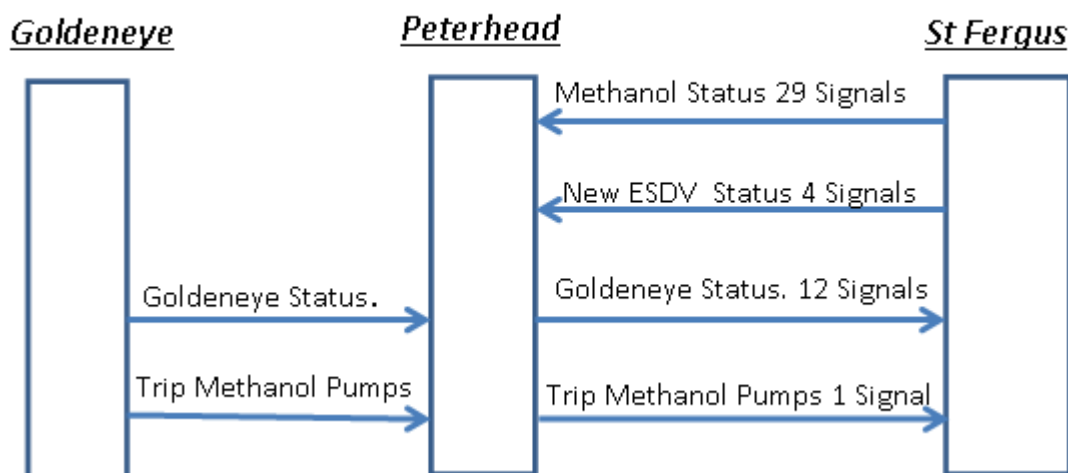 Goldeneye
Peterhead
St Fergus
Methanol Status 29 Signals
New ESDV Status 4 Signals
Goldeneye Status.
Goldeneye Status. 12 Signals
Trip Methanol Pumps
Trip Methanol Pumps 1 Signal